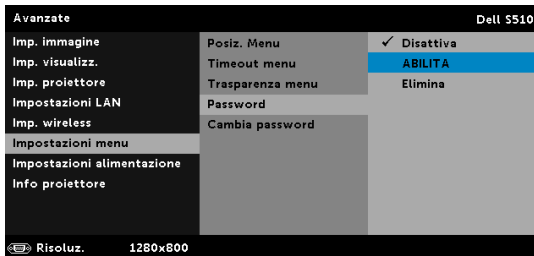 Avanzate
Dell S510
Imp. immagine
Imp. visualizz.
Imp. proiettore
Impostazioni LAN
Imp. wireless
Impostazioni menu
Impostazioni alimentazione
Info proiettore
Posiz. Menu
Timeout menu
Trasparenza menu
Password
Cambia password
✓ Disattiva
ABILITA
Elimina
Risoluz. 1280x800